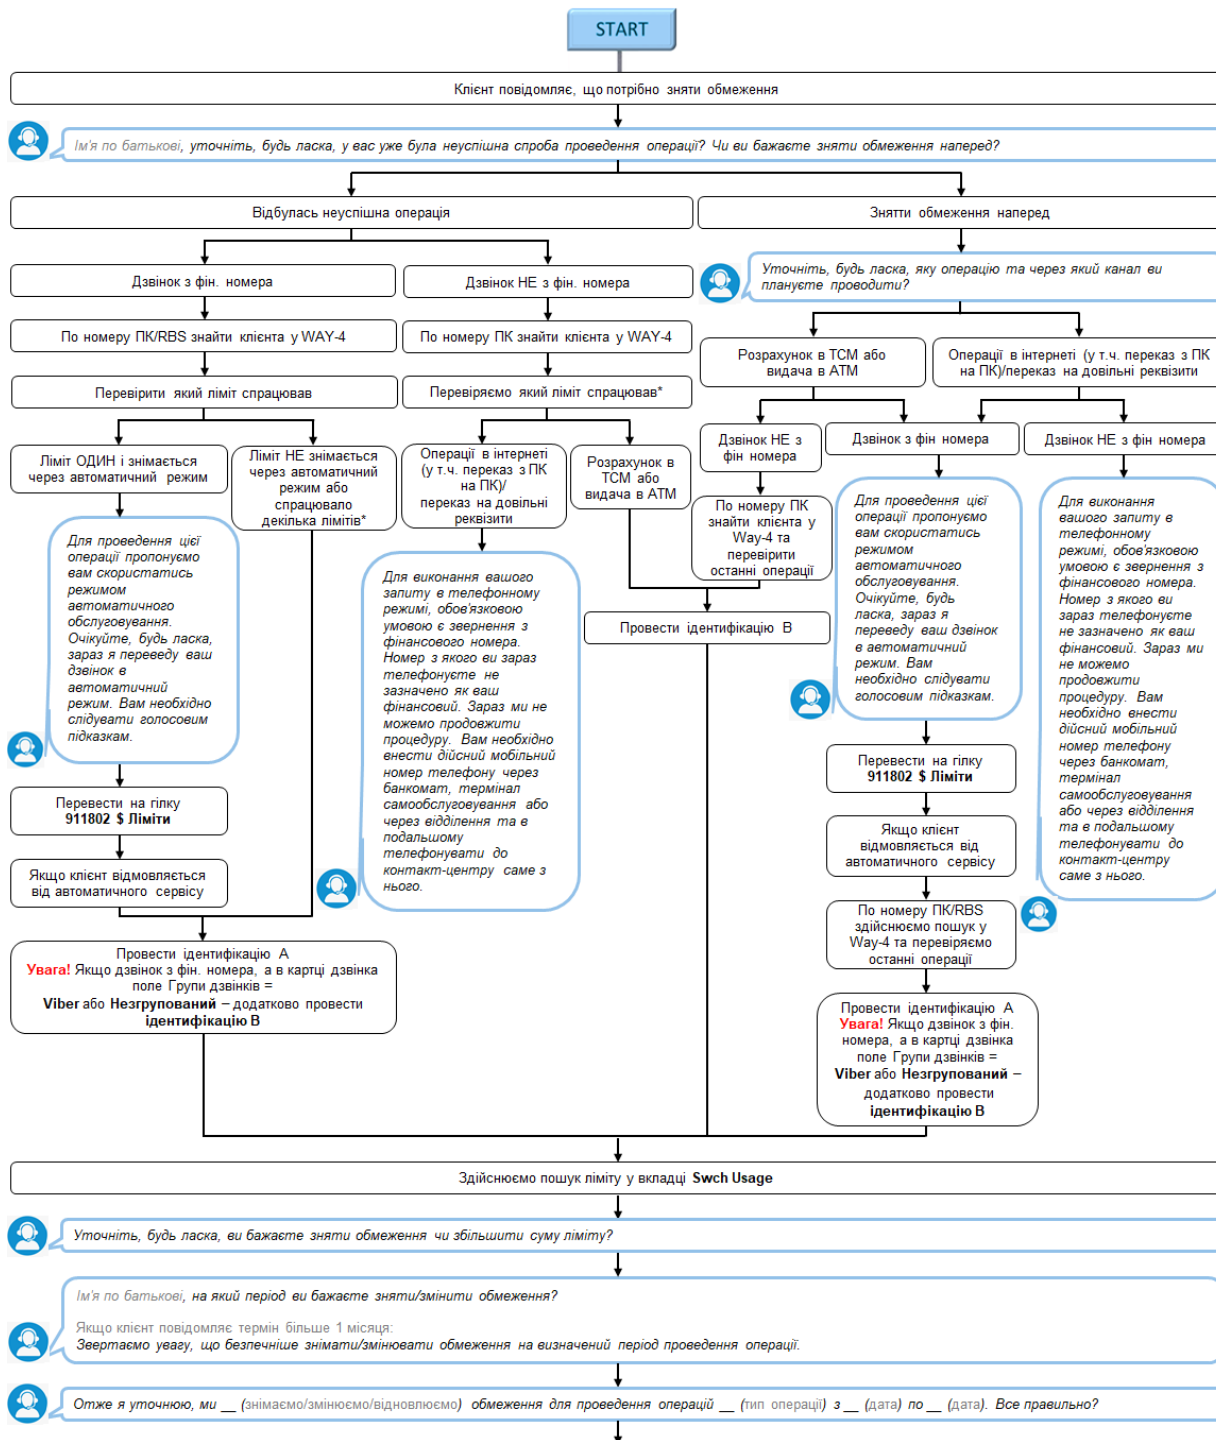 START
Клієнт повідомляє, що потрібно зняти обмеження
Ім'я по батькові, уточніть, будь ласка, у вас уже була неуспішна спроба проведення операції? Чи ви бажаєте зняти обмеження наперед?
Відбулась неуспішна операція
Зняття обмеження наперед
Дзвінок з фін. номера
Дзвінок НЕ з фін. номера
Уточніть, будь ласка, яку операцію та через який канал ви
плануєте проводити?
По номеру ПК/RBS знайти клієнта у WAY-4
По номеру ПК знайти клієнта у WAY-4
Розрахунок в ТСМ або
видача в АТМ
Операції в інтернеті (у т.ч. переказ з ПК
на ПК)/переказ на довільні реквізити
Перевірити який ліміт спрацював
Перевіряємо який ліміт спрацював*
Ліміт ОДИН і знімається
через автоматичний режим
Ліміт НЕ знімається
через автоматичний
режим або
спрацювало
декілька лімітів*
Операції в інтернеті
(у т.ч. переказ з ПК
на ПК)/
переказ на довільні
реквізити
Розрахунок в
ТСМ або
видача в АТМ
Дзвінок НЕ з
фін номера
Дзвінок з фін номера
Дзвінок НЕ з фін номера
По номеру ПК
знайти клієнта у
Way-4 та
перевірити
останні операції
Для проведення цієї
операції пропонуємо
вам скористатись
режимом
автоматичного
обслуговування.
Очікуйте, будь ласка,
зараз я переведу ваш
дзвінок в
автоматичний
режим. Вам необхідно
слідувати голосовим
підказкам.
Для виконання вашого
запиту в телефонному
режимі, обов'язковою
умовою є звернення з
фінансового номера.
Номер з якого ви зараз
телефонуєте не
зазначено як ваш
фінансовий. Зараз ми не
можемо продовжити
процедуру. Вам необхідно
внести дійсний мобільний
номер телефону через
банкомат, термінал
самообслуговування або
через відділення та в
подальшому
телефонувати до
контакт-центру саме з
нього.
Провести ідентифікацію В
Для проведення цієї
операції пропонуємо
вам скористатись
режимом
автоматичного
обслуговування.
Очікуйте, будь
ласка, зараз я
переведу ваш дзвінок
в автоматичний
режим. Вам
необхідно слідувати
голосовим підказкам.
Для виконання
вашого запиту в
телефонному
режимі, обов'язковою
умовою є звернення з
фінансового номера.
Номер з якого ви
зараз телефонуєте
не зазначено як ваш
фінансовий. Зараз ми
не можемо
продовжити
процедуру. Вам
необхідно внести
дійсний мобільний
номер телефону
через банкомат,
термінал
самообслуговування
або через відділення
та в подальшому
телефонувати до
контакт-центру
саме з нього.
Перевести на гілку
911802 $ Ліміти
Якщо клієнт відмовляється
від автоматичного сервісу
Перевести на гілку
911802 $ Ліміти
Якщо клієнт
відмовляється від
автоматичного сервісу
По номеру ПК/RBS
здійснюємо пошук у
Way-4 та перевіряємо
останні операції
Провести ідентифікацію А
Увага! Якщо дзвінок з фін. номера, а в картці дзвінка
поле Групи дзвінків =
Viber або Незгрупований – додатково провести
ідентифікацію В
Провести ідентифікацію А
Увага! Якщо дзвінок з фін.
номера, а в картці дзвінка
поле Групи дзвінків =
Viber або Незгрупований –
додатково провести
ідентифікацію В
Здійснюємо пошук ліміту у вкладці Swch Usage
Уточніть, будь ласка, ви бажаєте зняти обмеження чи збільшити суму ліміту?
Ім'я по батькові, на який період ви бажаєте зняти/змінити обмеження?
Якщо клієнт повідомляє термін більше 1 місяця:
Звертаємо увагу, що безпечніше знімати/змінювати обмеження на визначений період проведення операції.
Отже я уточнюю, ми __ (знімаємо/змінюємо/відновлюємо) обмеження для проведення операцій __ (тип операції) з __ (дата) по __ (дата). Все правильно?